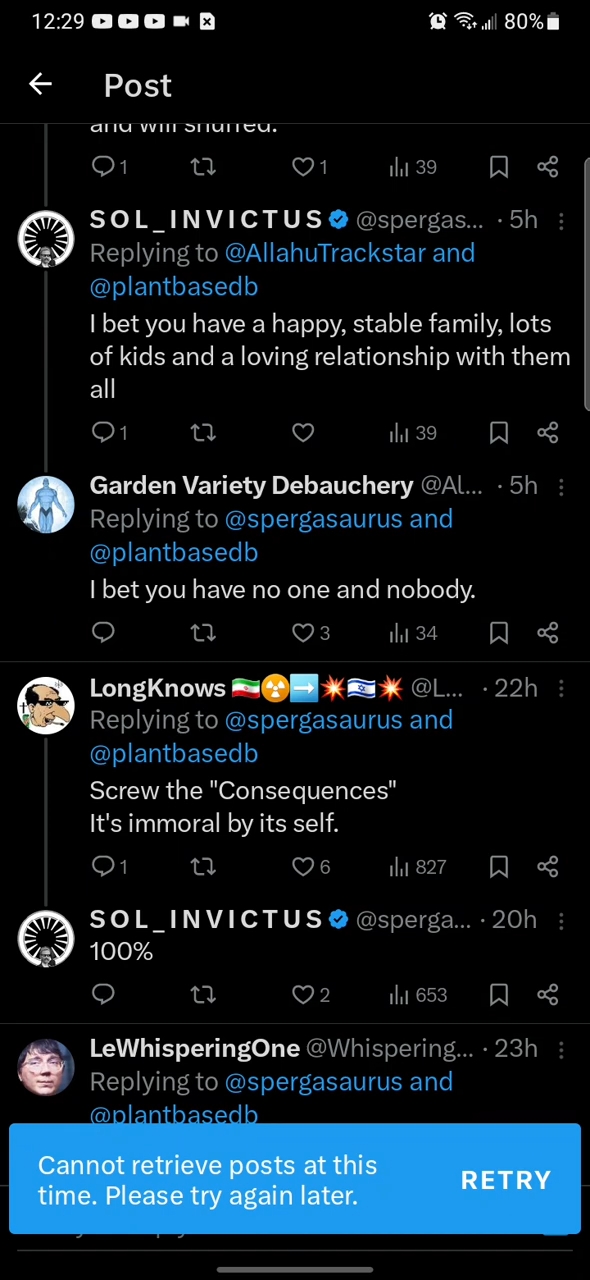 12:29
80%
Post
and will shurred.
1
1
39
SOL_INVICTUS @spergas... · 5h
Replying to @AllahuTrackstar and
@plantbasedb
I bet you have a happy, stable family, lots
of kids and a loving relationship with them
all
1
39
Garden Variety Debauchery @Al... · 5h
Replying to @spergasaurus and
@plantbasedb
I bet you have no one and nobody.
3
34
LongKnows 🇮🇷☢️➡️💥🇮🇱💥 @L... · 22h
Replying to @spergasaurus and
@plantbasedb
Screw the "Consequences"
It's immoral by its self.
1
6
827
SOL_INVICTUS @sperga... · 20h
100%
2
653
LeWhisperingOne @Whispering... · 23h
Replying to @spergasaurus and
@plantbasedb
Cannot retrieve posts at this
time. Please try again later.
RETRY